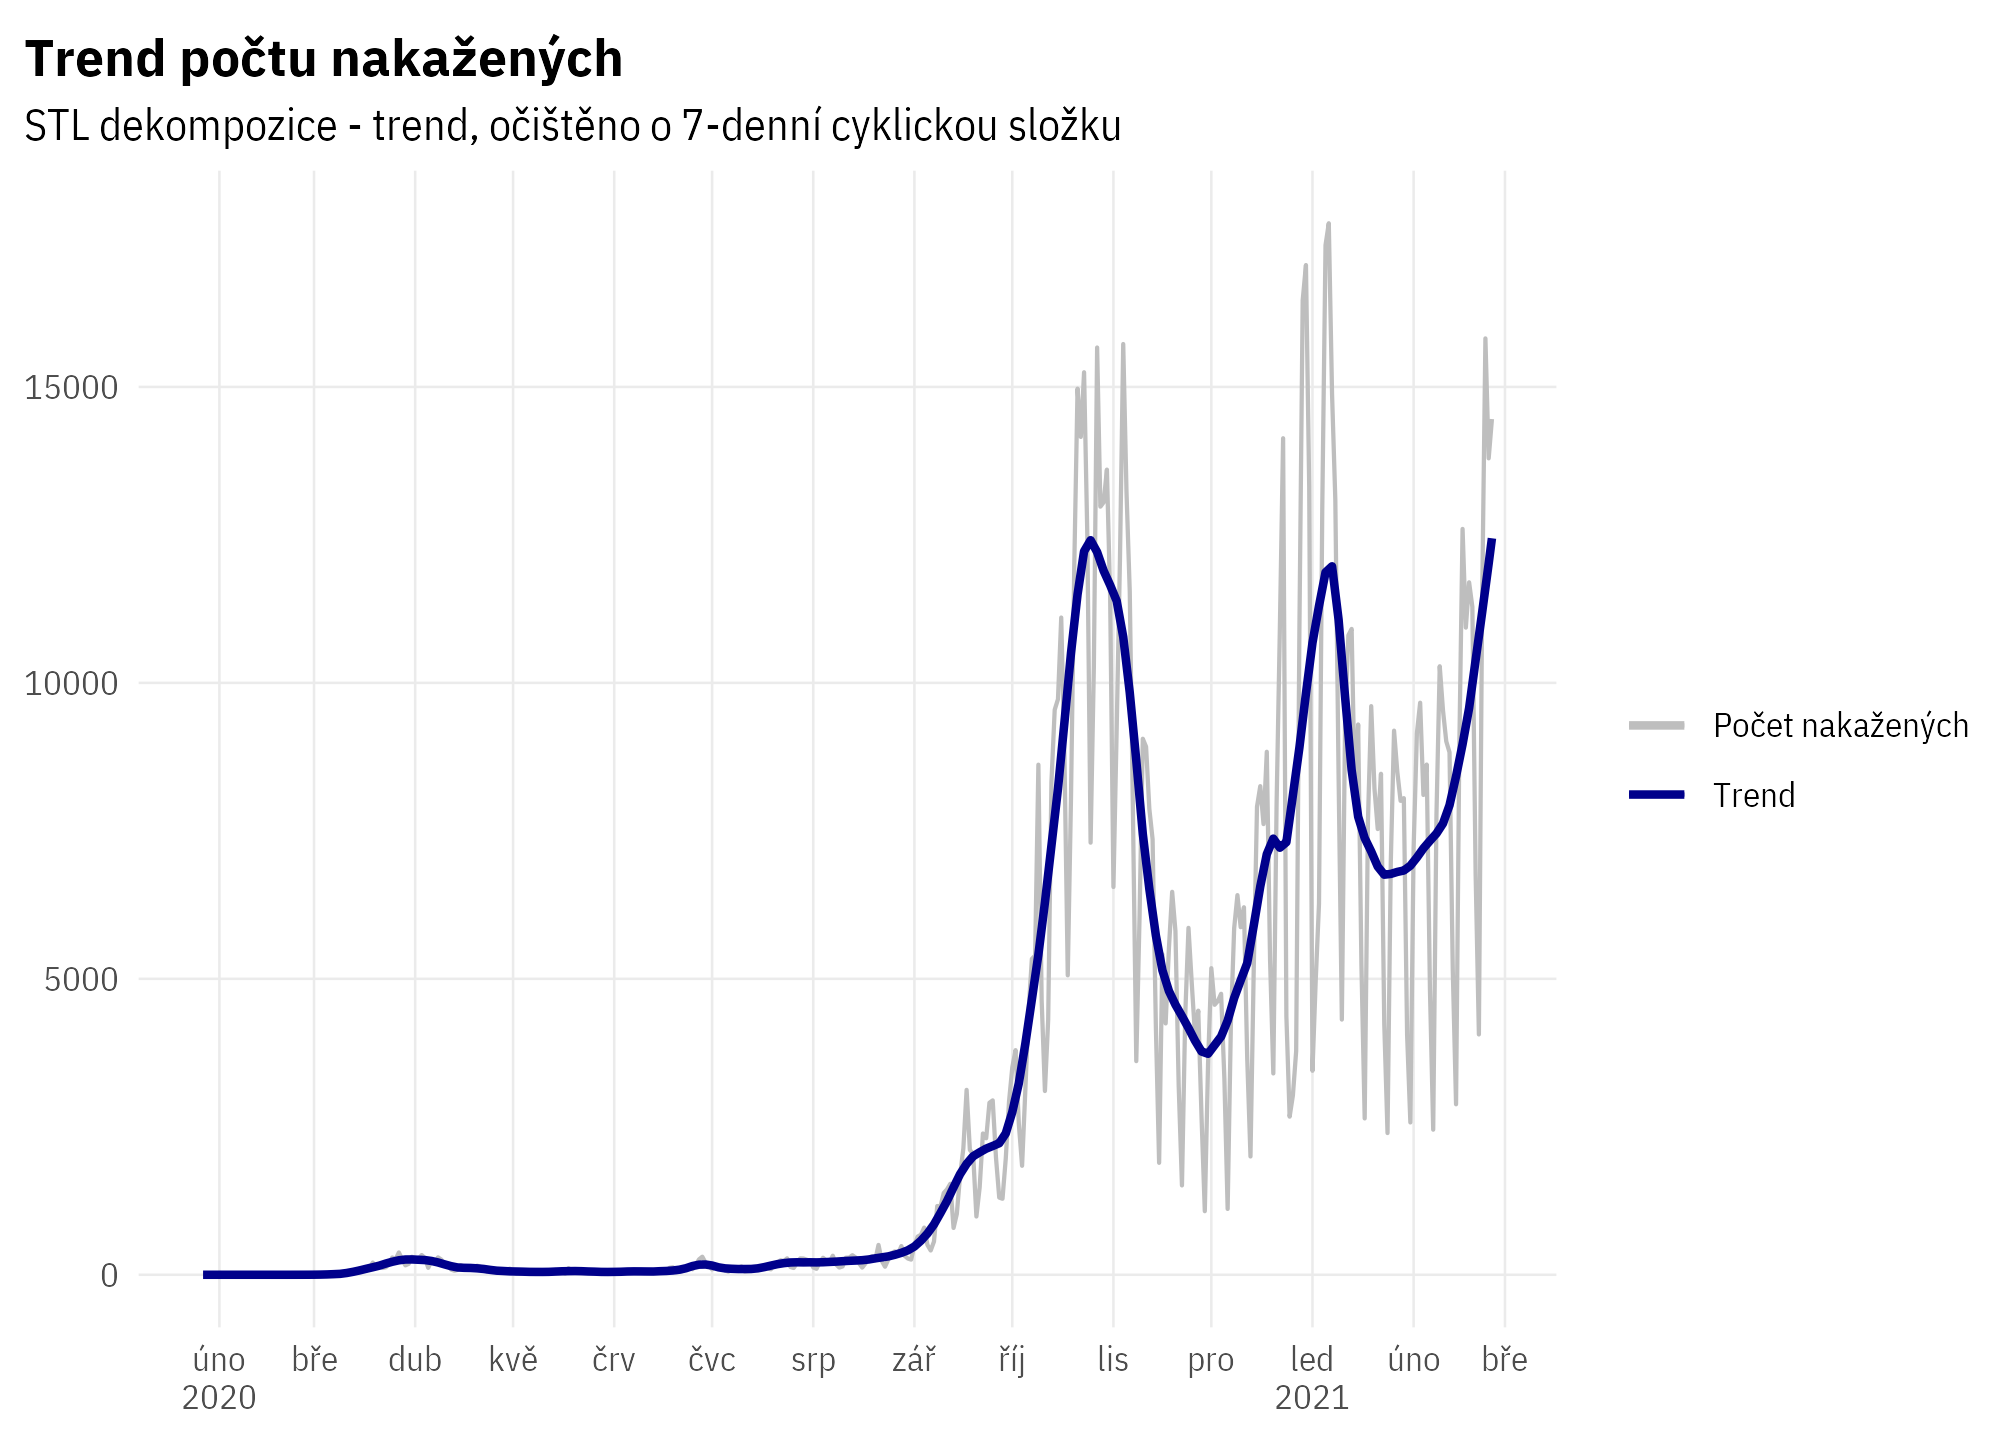 Trend počtu nakažených
STL dekompozice - trend, očištěno o 7-denní cyklickou složku
15000
10000
5000
0
Počet nakažených
Trend
úno bře dub kvě črv čvc srp zář říj lis pro led úno bře
2020 2021